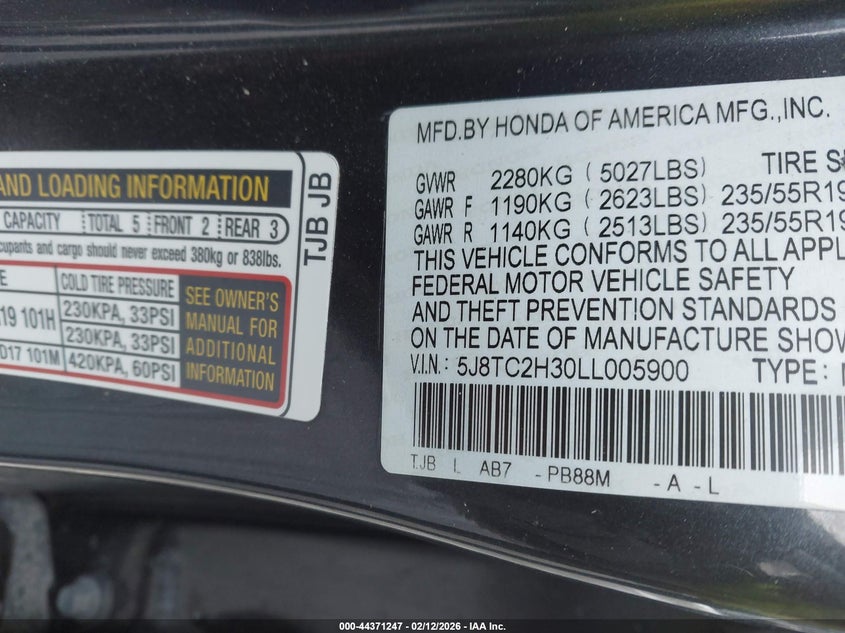 AND LOADING INFORMATION
CAPACITY TOTAL 5 FRONT 2 REAR 3
cupants and cargo should never exceed 380kg or 838lbs.
E COLD TIRE PRESSURE
R19 101H 230KPA, 33PSI
230KPA, 33PSI
D17 101M 420KPA, 60PSI
SEE OWNER'S
MANUAL FOR
ADDITIONAL
INFORMATION
TJB JB
MFD.BY HONDA OF AMERICA MFG.,INC.
GVWR 2280KG (5027LBS) TIRE S
GAWR F 1190KG (2623LBS) 235/55R19
GAWR R 1140KG (2513LBS) 235/55R19
THIS VEHICLE CONFORMS TO ALL APPL
FEDERAL MOTOR VEHICLE SAFETY
AND THEFT PREVENTION STANDARDS
ON THE DATE OF MANUFACTURE SHOW
V.I.N: 5J8TC2H30LL005900 TYPE:
TJB L AB7 -PB88M -A-L
000-44371247 - 02/12/2026 - IAA Inc.